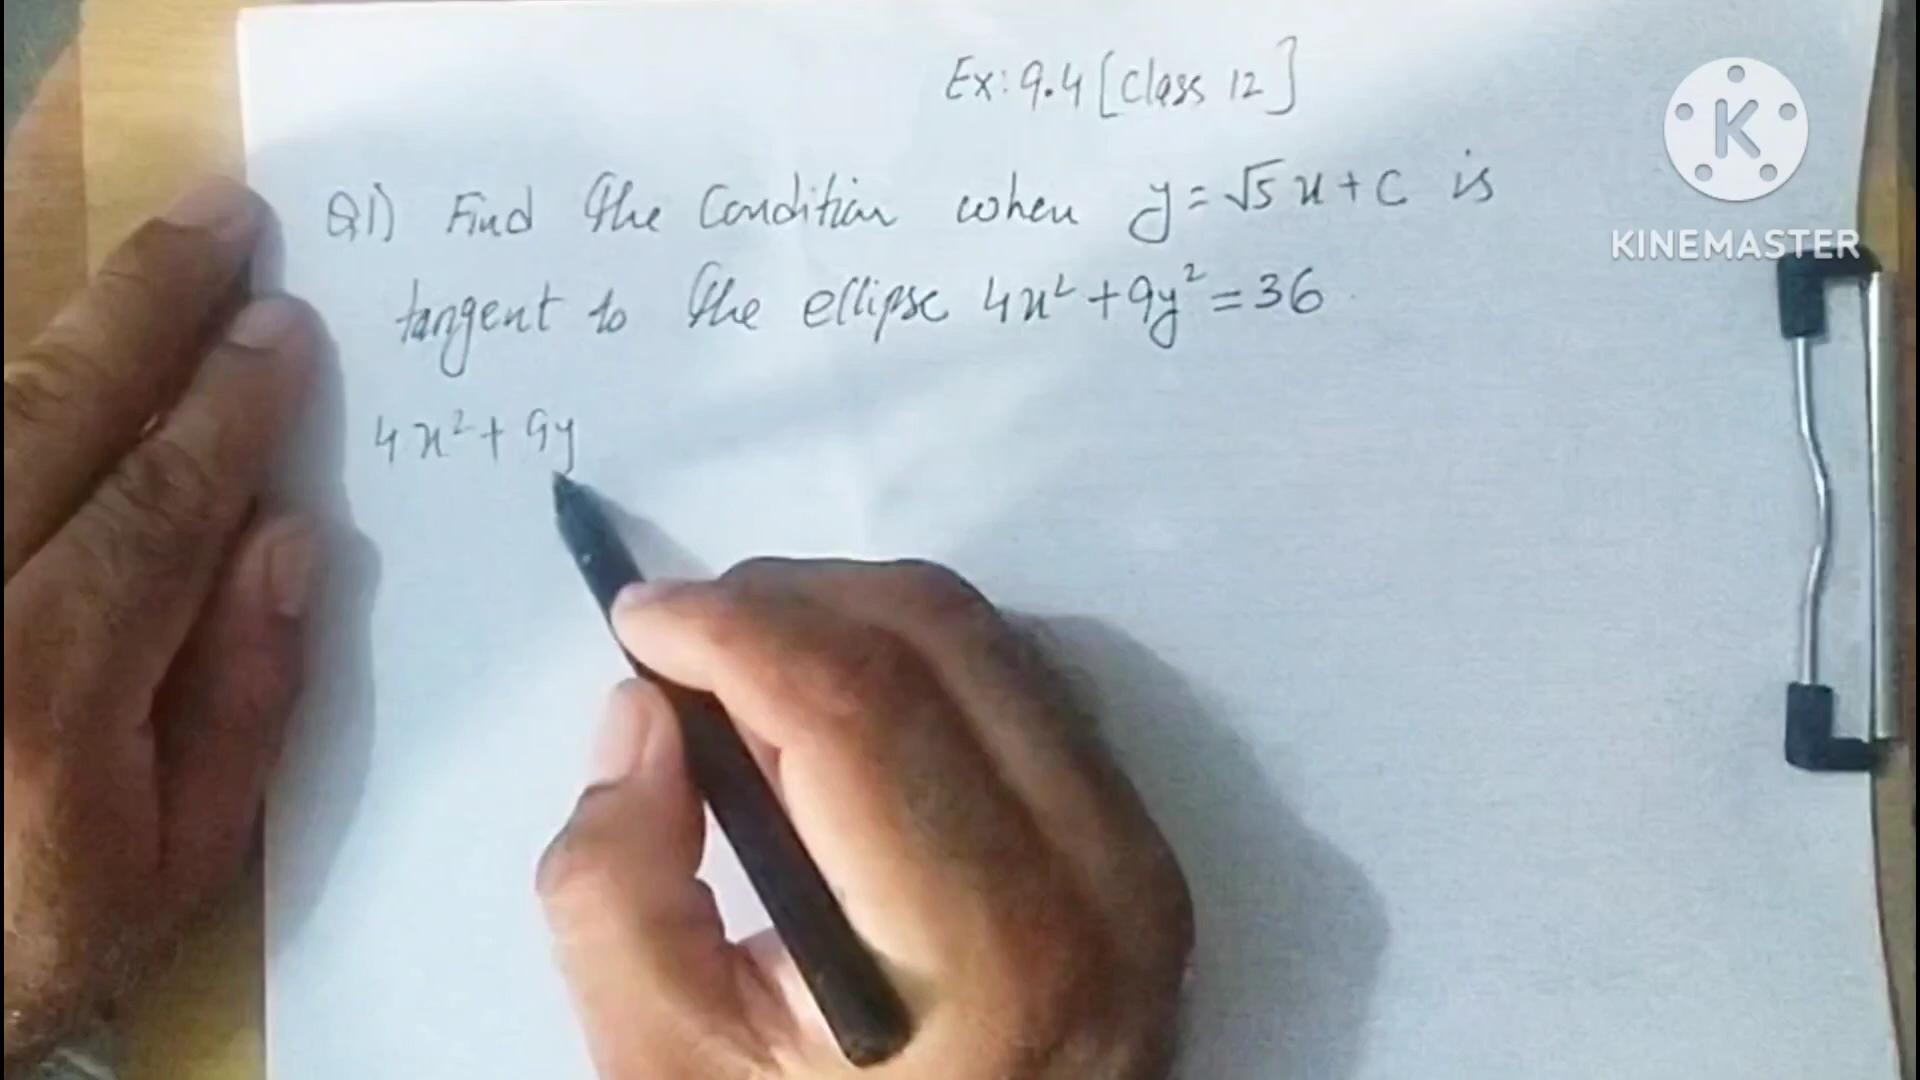 Ex: 9.4 [Class 12]
K
KINEMASTER
Q1) Find the Condition when y = √5 x + c is
tangent to the ellipse 4x² + 9y² = 36
4x² + 9y